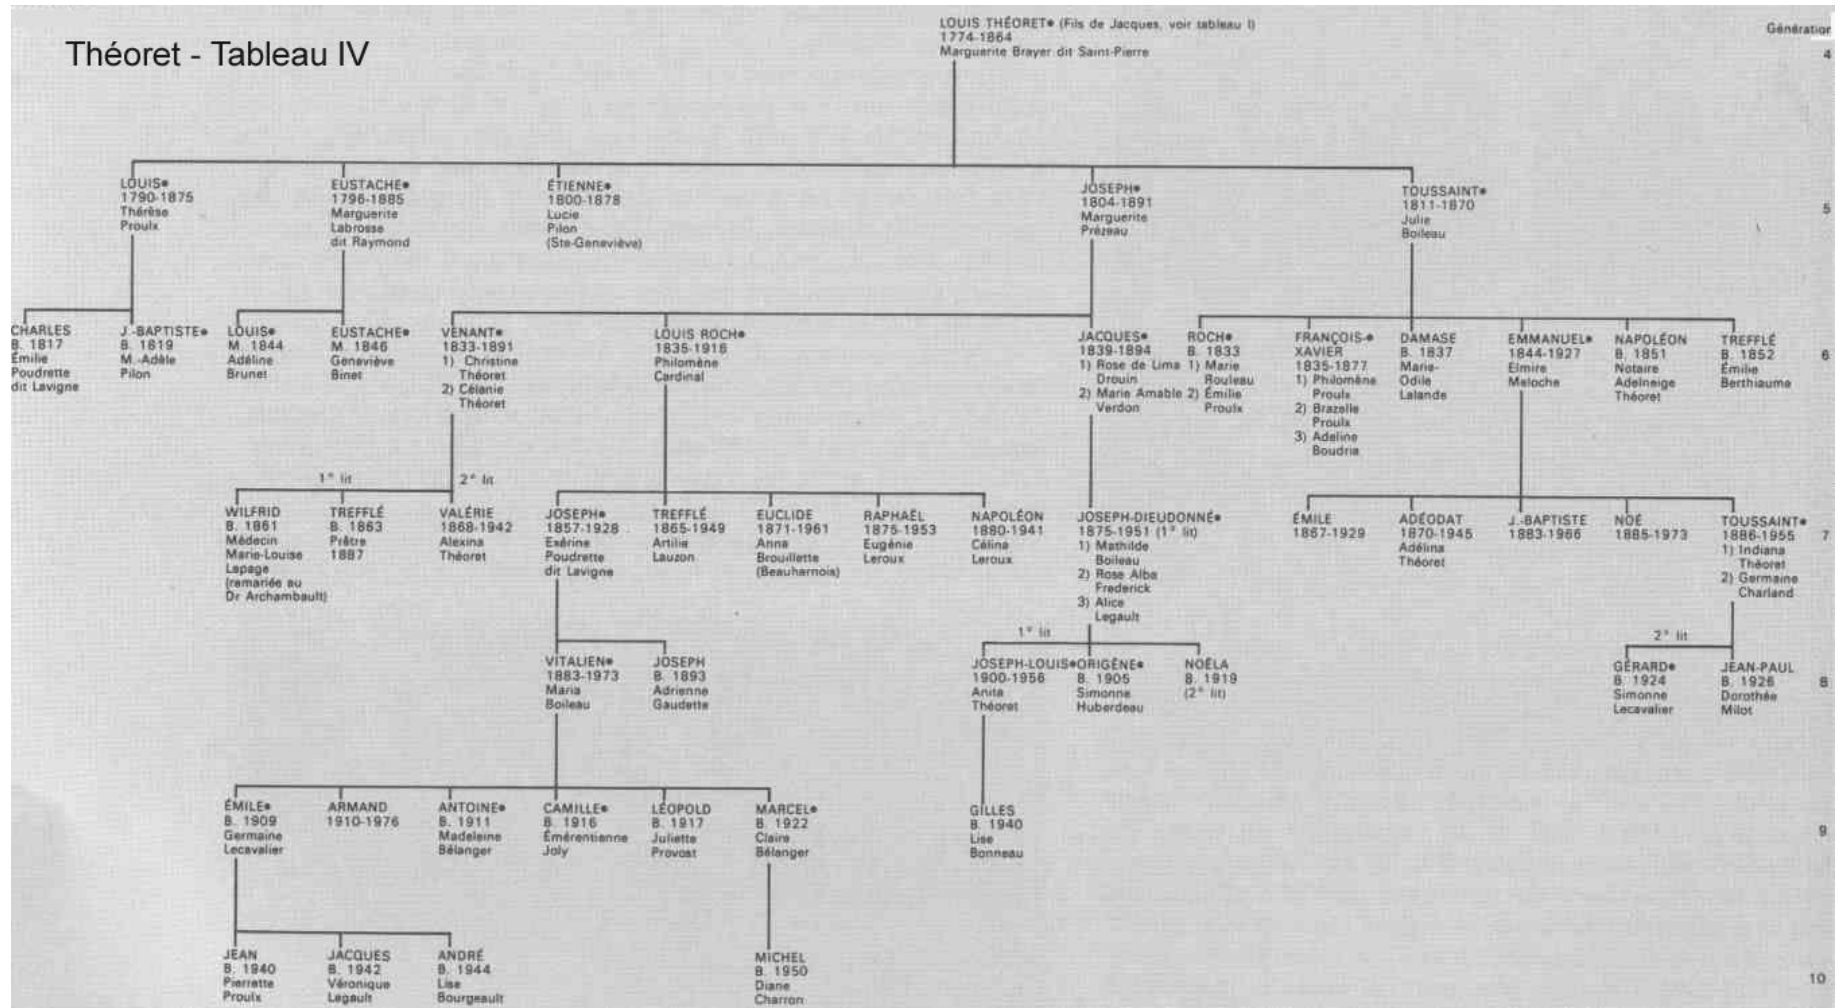 Théoret - Tableau IV
LOUIS THÉORET* (Fils de Jacques, voir tableau I)
1774-1864
Marguerite Brayer dit Saint-Pierre
Génération
4
LOUIS*
1790-1875
Thérèse
Proulx
EUSTACHE*
1796-1885
Marguerite
Labrosse
dit Raymond
ÉTIENNE*
1800-1878
Lucie
Pilon
(Ste-Geneviève)
JOSEPH*
1804-1891
Marguerite
Prézeau
TOUSSAINT*
1811-1870
Julie
Boileau
5
CHARLES
B. 1817
Émilie
Poudrette
dit Lavigne
J.-BAPTISTE*
B. 1819
M.-Adèle
Pilon
LOUIS*
M. 1844
Adéline
Brunet
EUSTACHE*
M. 1846
Geneviève
Binet
VENANT*
1833-1891
1) Christine
Théoret
2) Célanie
Théoret
LOUIS ROCH*
1835-1916
Philomène
Cardinal
JACQUES*
1839-1894
1) Rose de Lima
Drouin
2) Marie Amable
Verdon
ROCH*
B. 1833
1) Marie
Rouleau
2) Émilie
Proulx
FRANÇOIS-*
XAVIER
1835-1877
1) Philomène
Proulx
2) Brazelle
Proulx
3) Adeline
Boudria
DAMASE
B. 1837
Marie-
Odile
Lalande
EMMANUEL*
1844-1927
Elmire
Meloche
NAPOLÉON
B. 1851
Notaire
Adelneige
Théoret
TREFFLÉ
B. 1852
Émilie
Berthiaume
6
1° lit
2° lit
WILFRID
B. 1861
Médecin
Marie-Louise
Lapage
(remariée au
Dr Archambault)
TREFFLÉ
B. 1863
Prêtre
1887
VALÉRIE
1868-1942
Alexina
Théoret
JOSEPH*
1857-1928
Exérine
Poudrette
dit Lavigne
TREFFLÉ
1865-1949
Artilie
Lauzon
EUCLIDE
1871-1961
Anna
Brouillette
(Beauharnois)
RAPHAËL
1875-1953
Eugénie
Leroux
NAPOLÉON
1880-1941
Célina
Leroux
JOSEPH-DIEUDONNÉ*
1875-1951 (1° lit)
1) Mathilde
Boileau
2) Rose Alba
Frederick
3) Alice
Legault
ÉMILE
1867-1929
ADÉODAT
1870-1945
Adélina
Théoret
J.-BAPTISTE
1883-1966
NOÉ
1885-1973
TOUSSAINT*
1886-1955
1) Indiana
Théoret
2) Germaine
Charland
7
1° lit
2° lit
VITALIEN*
1883-1973
Maria
Boileau
JOSEPH
B. 1893
Adrienne
Gaudette
JOSEPH-LOUIS*
1900-1956
Anita
Théoret
ORIGÈNE*
B. 1905
Simonne
Huberdeau
NOËLA
B. 1919
(2° lit)
GÉRARD*
B. 1924
Simonne
Lecavalier
JEAN-PAUL
B. 1926
Dorothée
Milot
8
ÉMILE*
B. 1909
Germaine
Lecavalier
ARMAND
1910-1976
ANTOINE*
B. 1911
Madeleine
Bélanger
CAMILLE*
B. 1916
Émérentienne
Joly
LÉOPOLD
B. 1917
Juliette
Provost
MARCEL*
B. 1922
Claire
Bélanger
GILLES
B. 1940
Lise
Bonneau
9
JEAN
B. 1940
Pierrette
Proulx
JACQUES
B. 1942
Véronique
Legault
ANDRÉ
B. 1944
Lise
Bourgeault
MICHEL
B. 1950
Diane
Charron
10